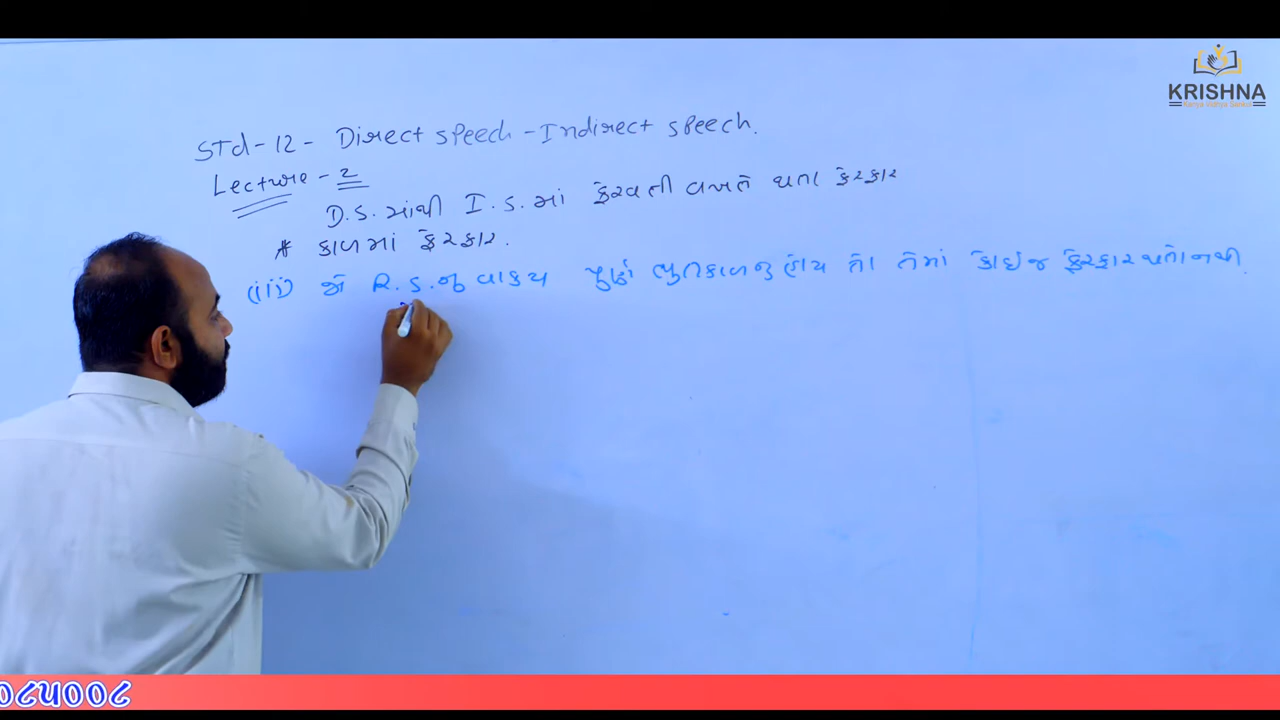 KRISHNA
Std-12 - Direct speech - Indirect speech.
Lecture - 2
D.S. માંથી I.S.માં ફેરવતી વખતે થતા ફેરફાર
* કાળમાં ફેરફાર.
(iii) જો R.S.નુ વાક્ય પુર્ણ ભુતકાળનુ હોય તો તેમાં કોઈ જ ફેરફાર થતો નથી.
૦૮૫૦૦૮